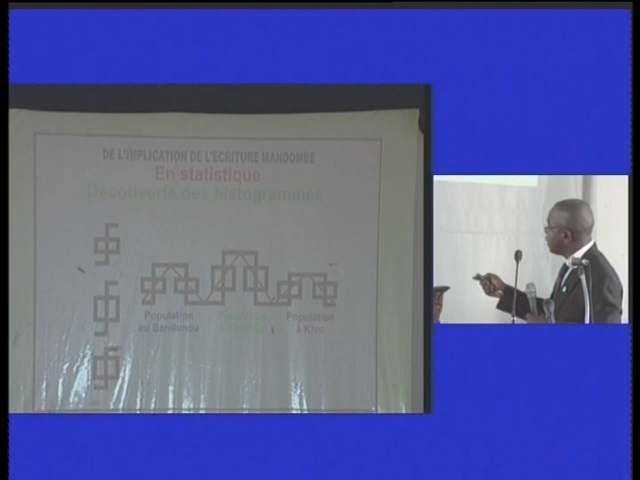 DE L'IMPLICATION DE L'ECRITURE MANDOMBE
En statistique
Découverte des histogrammes
Population
au Bandundu
Population
à Kivu